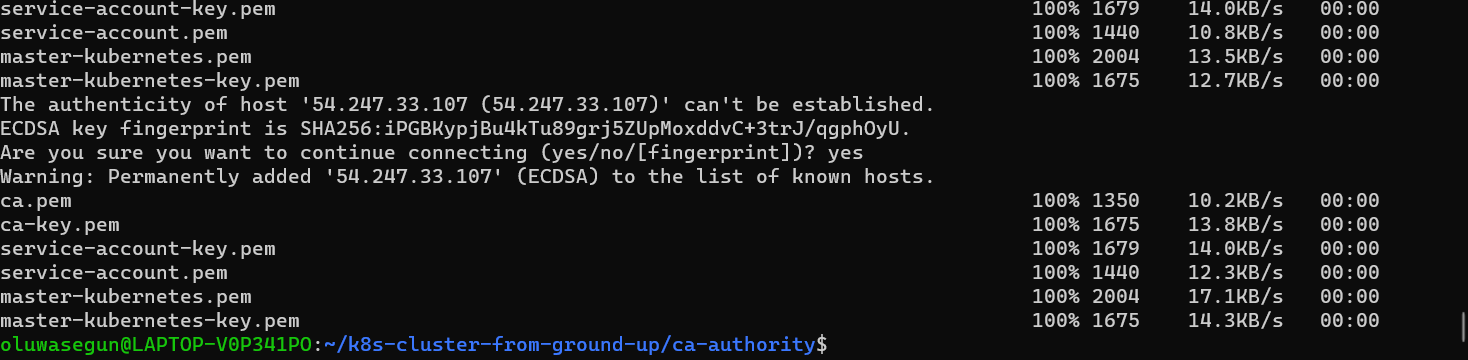 service-account-key.pem 100% 1679 14.0KB/s 00:00
service-account.pem 100% 1440 10.8KB/s 00:00
master-kubernetes.pem 100% 2004 13.5KB/s 00:00
master-kubernetes-key.pem 100% 1675 12.7KB/s 00:00
The authenticity of host '54.247.33.107 (54.247.33.107)' can't be established.
ECDSA key fingerprint is SHA256:iPGBKypjBu4kTu89grj5ZUpMoxddvC+3trJ/qgphOyU.
Are you sure you want to continue connecting (yes/no/[fingerprint])? yes
Warning: Permanently added '54.247.33.107' (ECDSA) to the list of known hosts.
ca.pem 100% 1350 10.2KB/s 00:00
ca-key.pem 100% 1675 13.8KB/s 00:00
service-account-key.pem 100% 1679 14.0KB/s 00:00
service-account.pem 100% 1440 12.3KB/s 00:00
master-kubernetes.pem 100% 2004 17.1KB/s 00:00
master-kubernetes-key.pem 100% 1675 14.3KB/s 00:00
oluwasegun@LAPTOP-V0P341PO:~/k8s-cluster-from-ground-up/ca-authority$